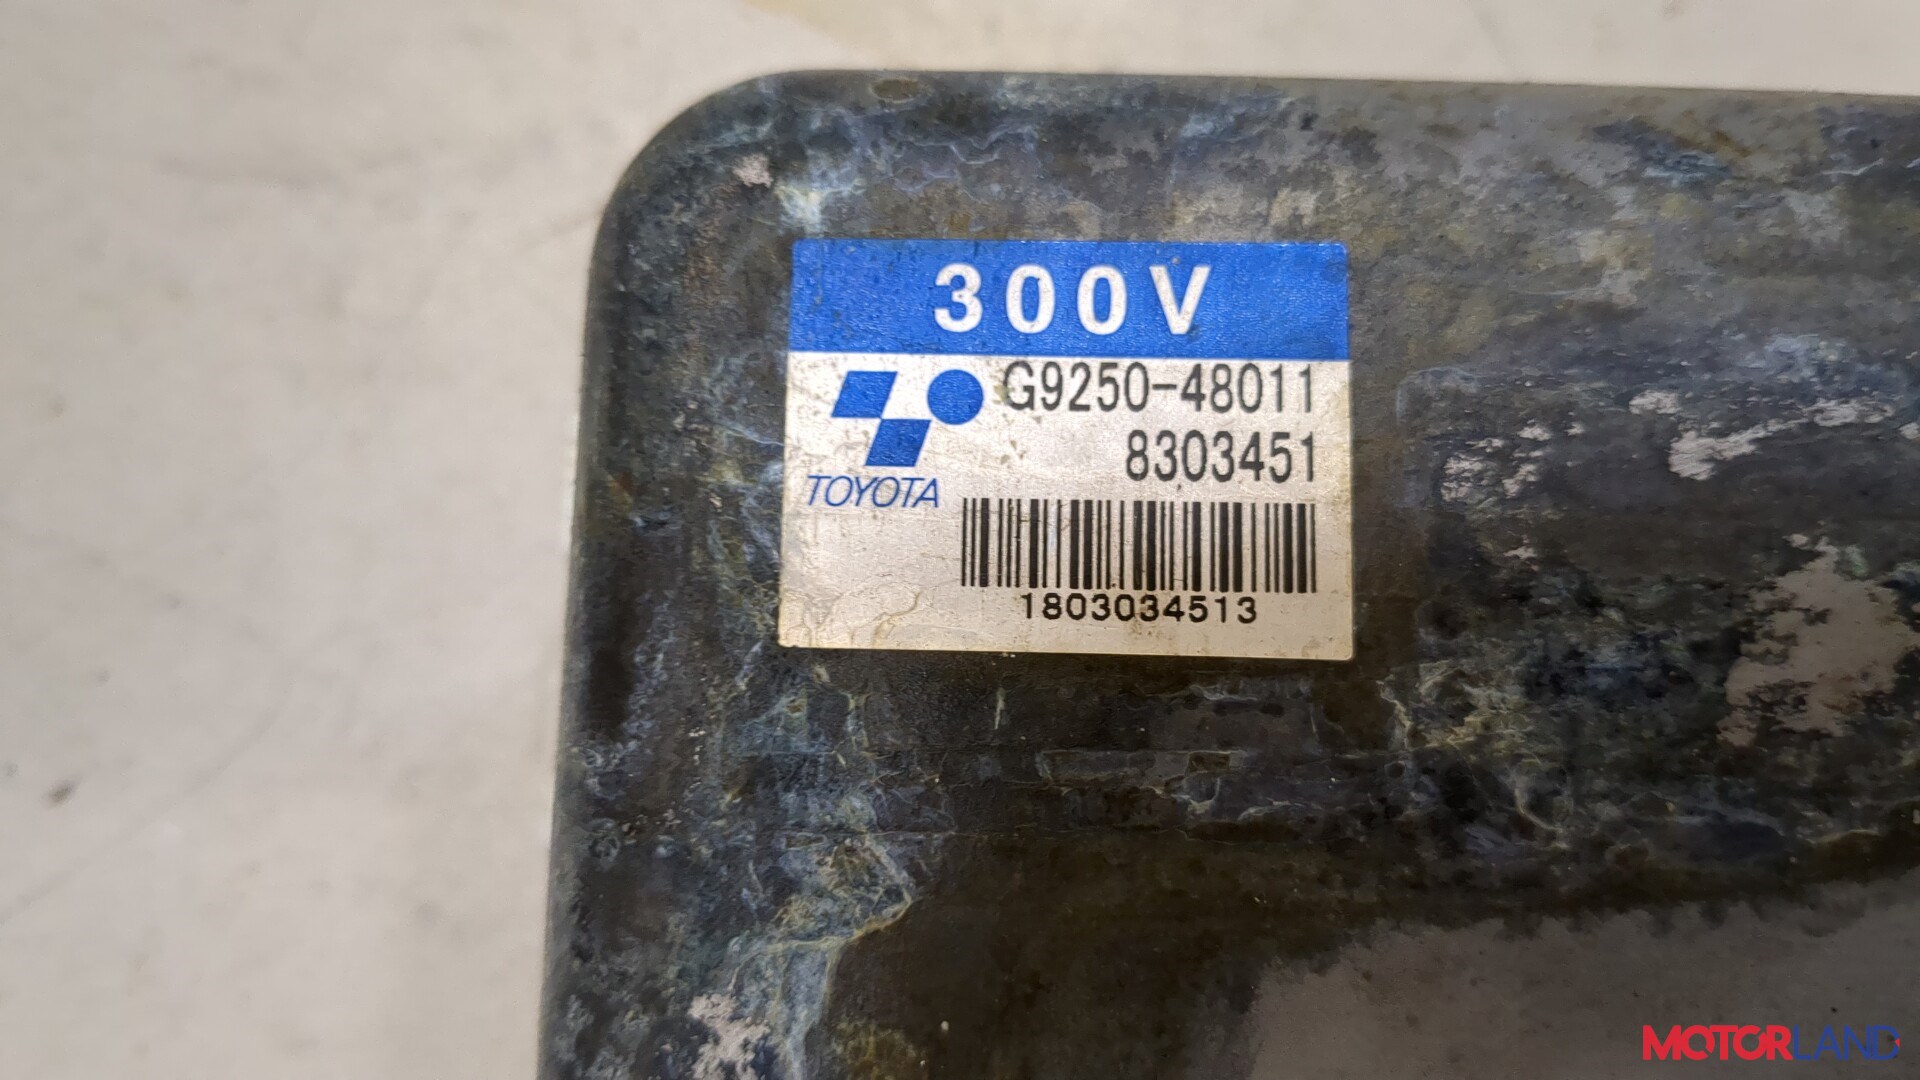 300V
G9250-48011
8303451
TOYOTA
1803034513
MOTORLAND